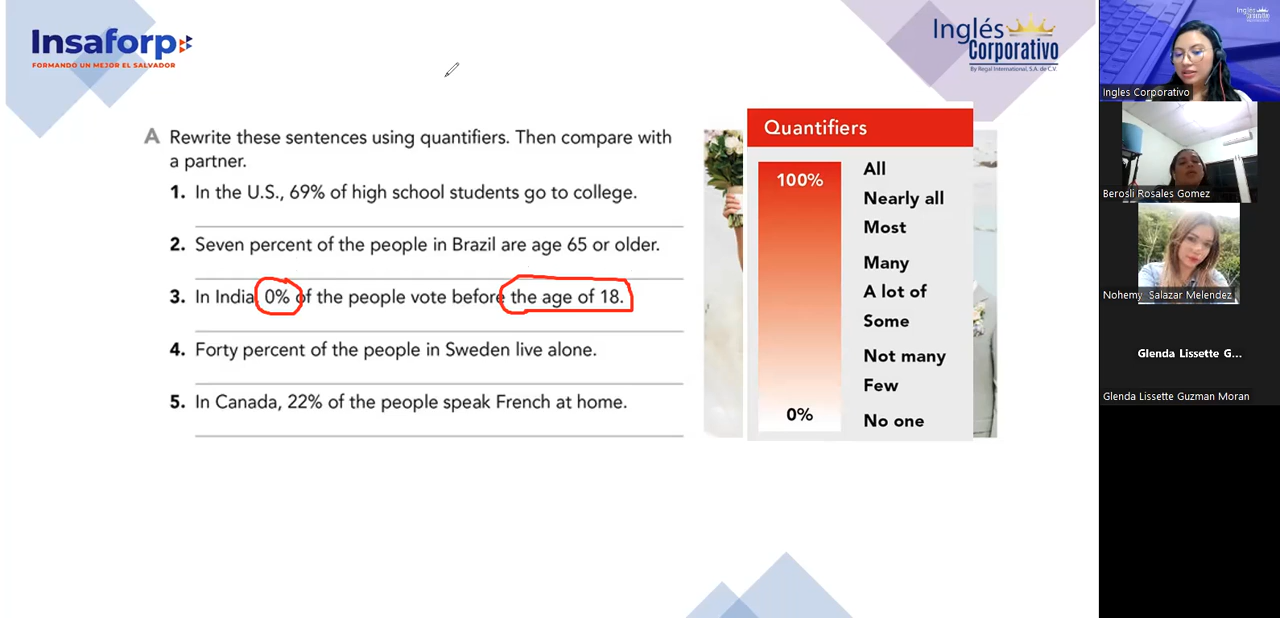 Insaforp
FORMANDO UN MEJOR EL SALVADOR
Inglés
Corporativo
By Regal International, S.A. de C.V.
A Rewrite these sentences using quantifiers. Then compare with
a partner.
1. In the U.S., 69% of high school students go to college.
2. Seven percent of the people in Brazil are age 65 or older.
3. In India, 0% of the people vote before the age of 18.
4. Forty percent of the people in Sweden live alone.
5. In Canada, 22% of the people speak French at home.
Quantifiers
100%
0%
All
Nearly all
Most
Many
A lot of
Some
Not many
Few
No one
Inglés
Corporativo
Ingles Corporativo
Berosli Rosales Gomez
Nohemy Salazar Melendez
Glenda Lissette G...
Glenda Lissette Guzman Moran